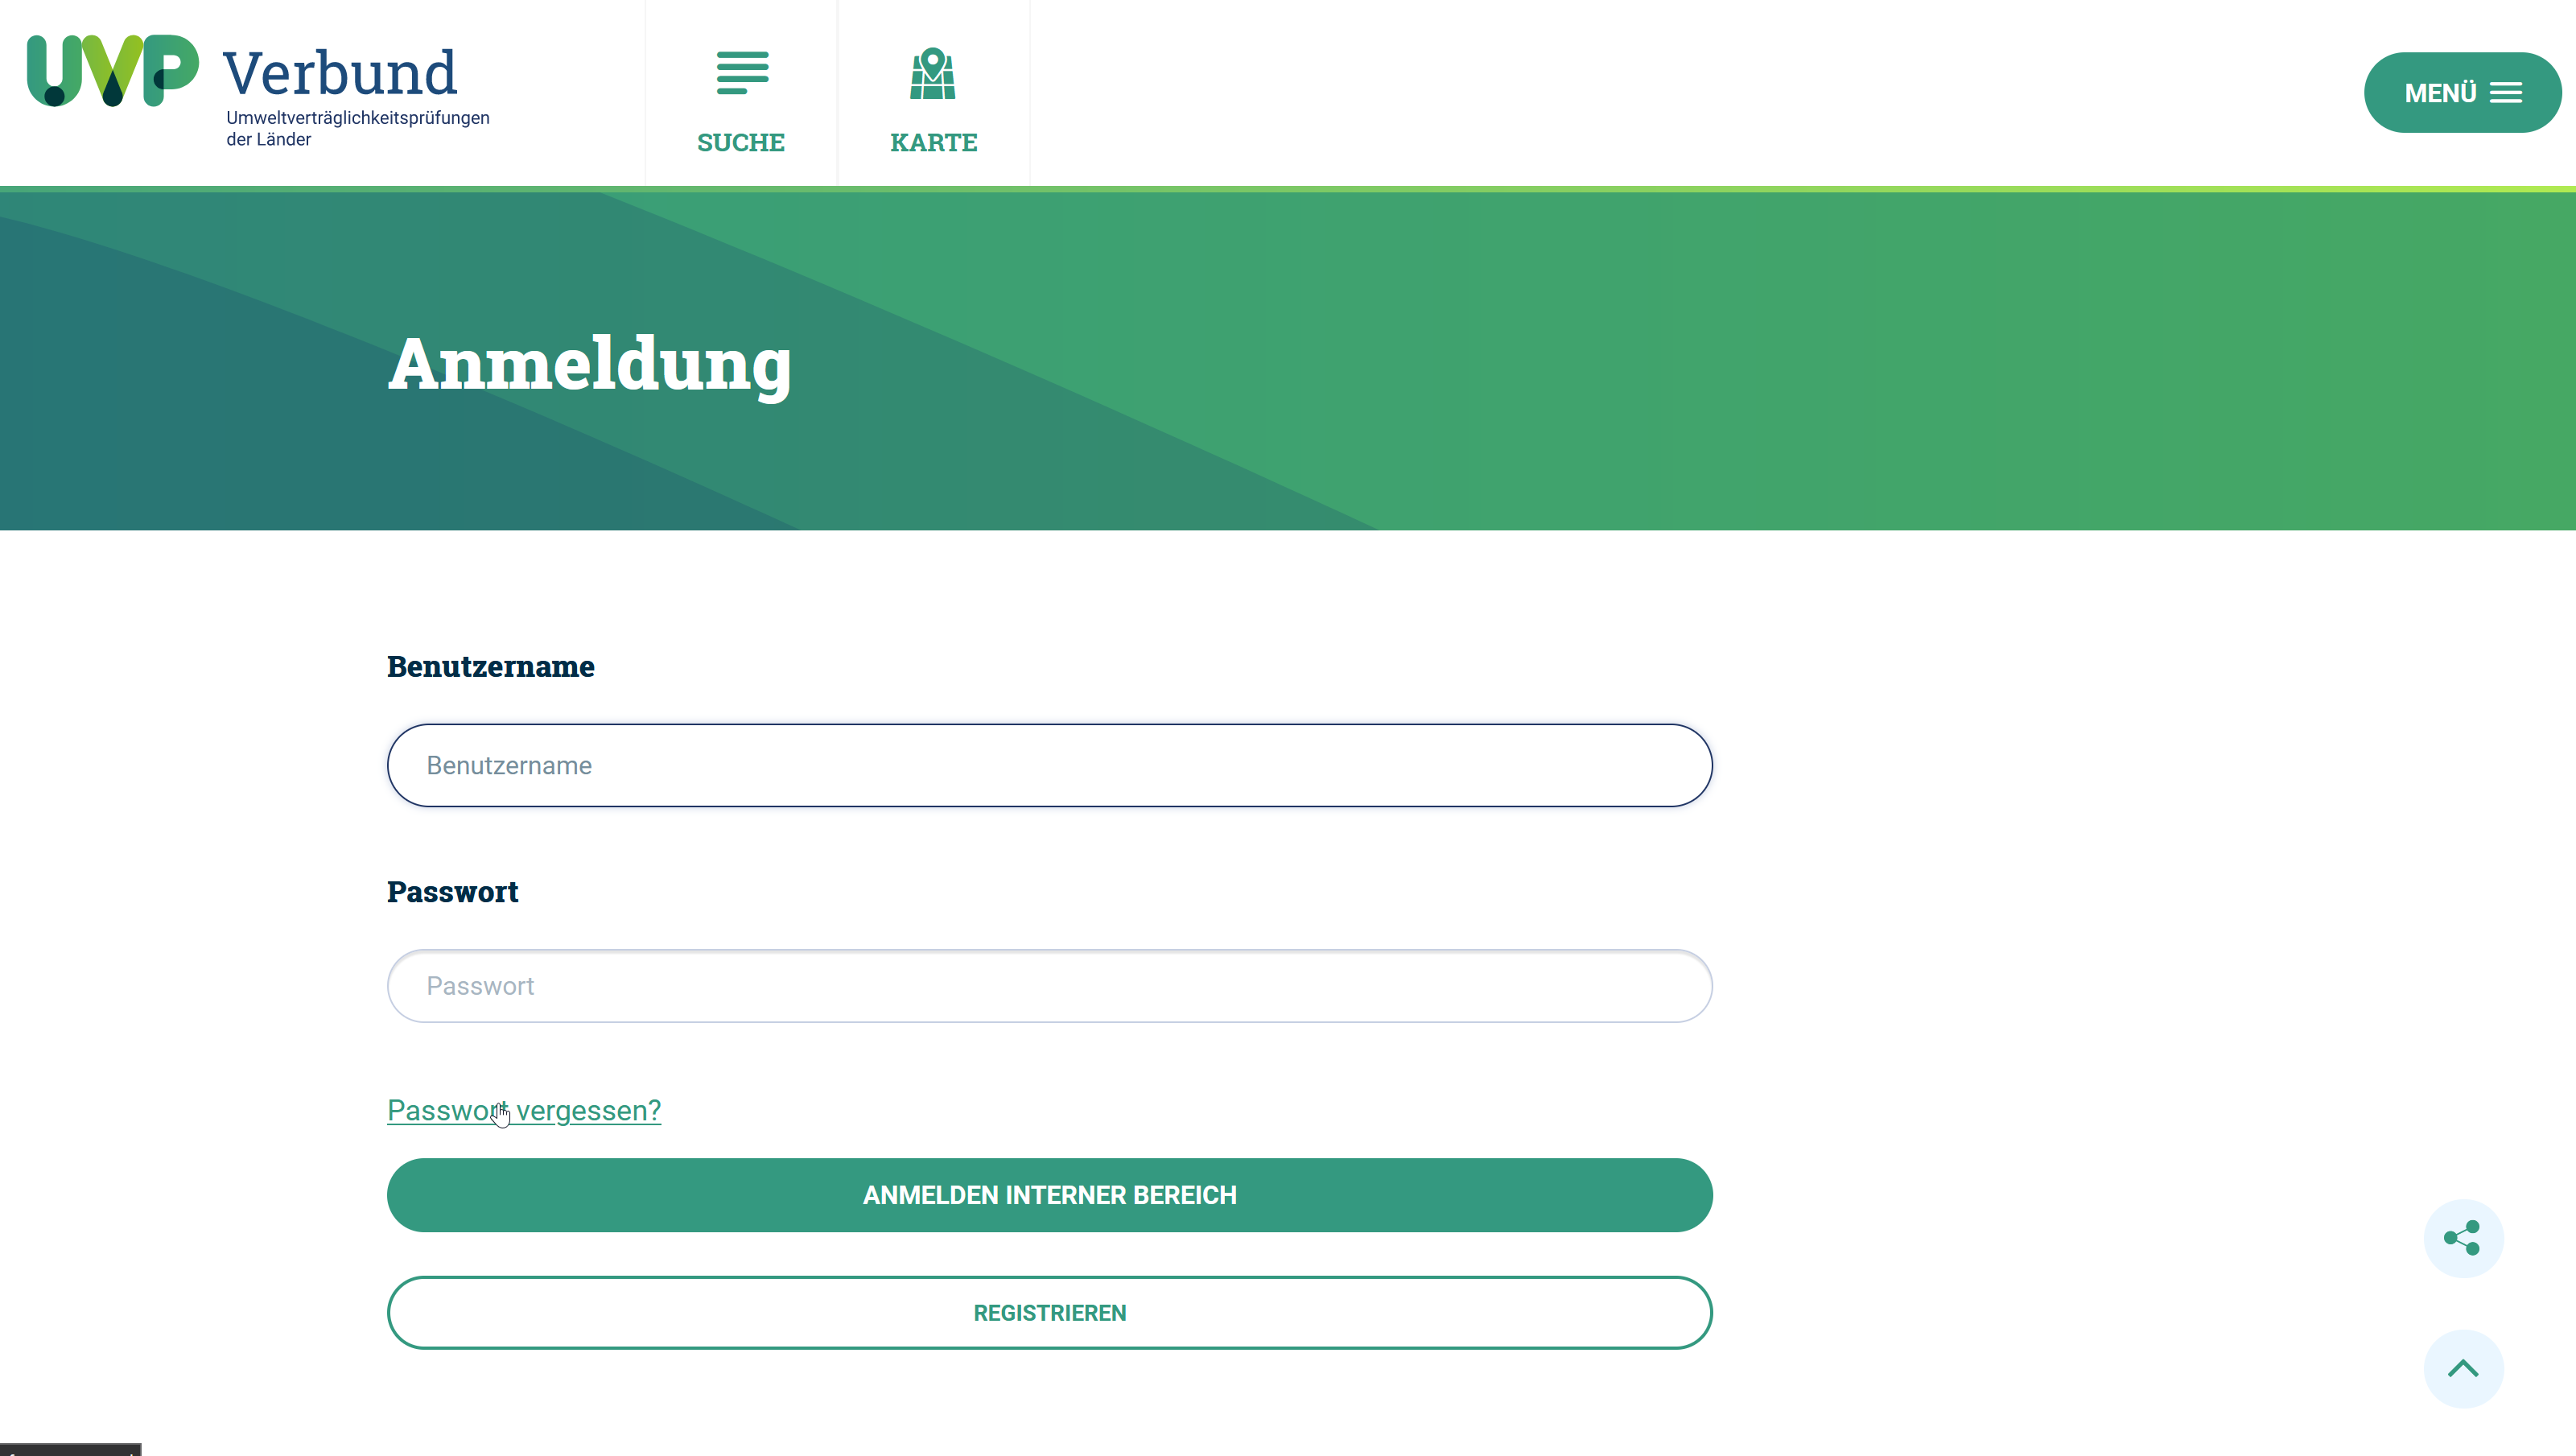 UVP Verbund
Umweltverträglichkeitsprüfungen
der Länder
SUCHE
KARTE
MENÜ
Anmeldung
Benutzername
Benutzername
Passwort
Passwort
Passwort vergessen?
ANMELDEN INTERNER BEREICH
REGISTRIEREN